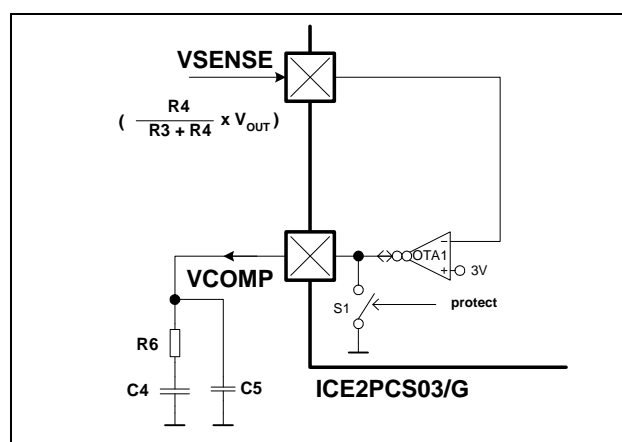 VSENSE
( R4
R3 + R4 x VOUT)
OTA1
−
+ 3V
VCOMP
S1
protect
R6
C4
C5
ICE2PCS03/G